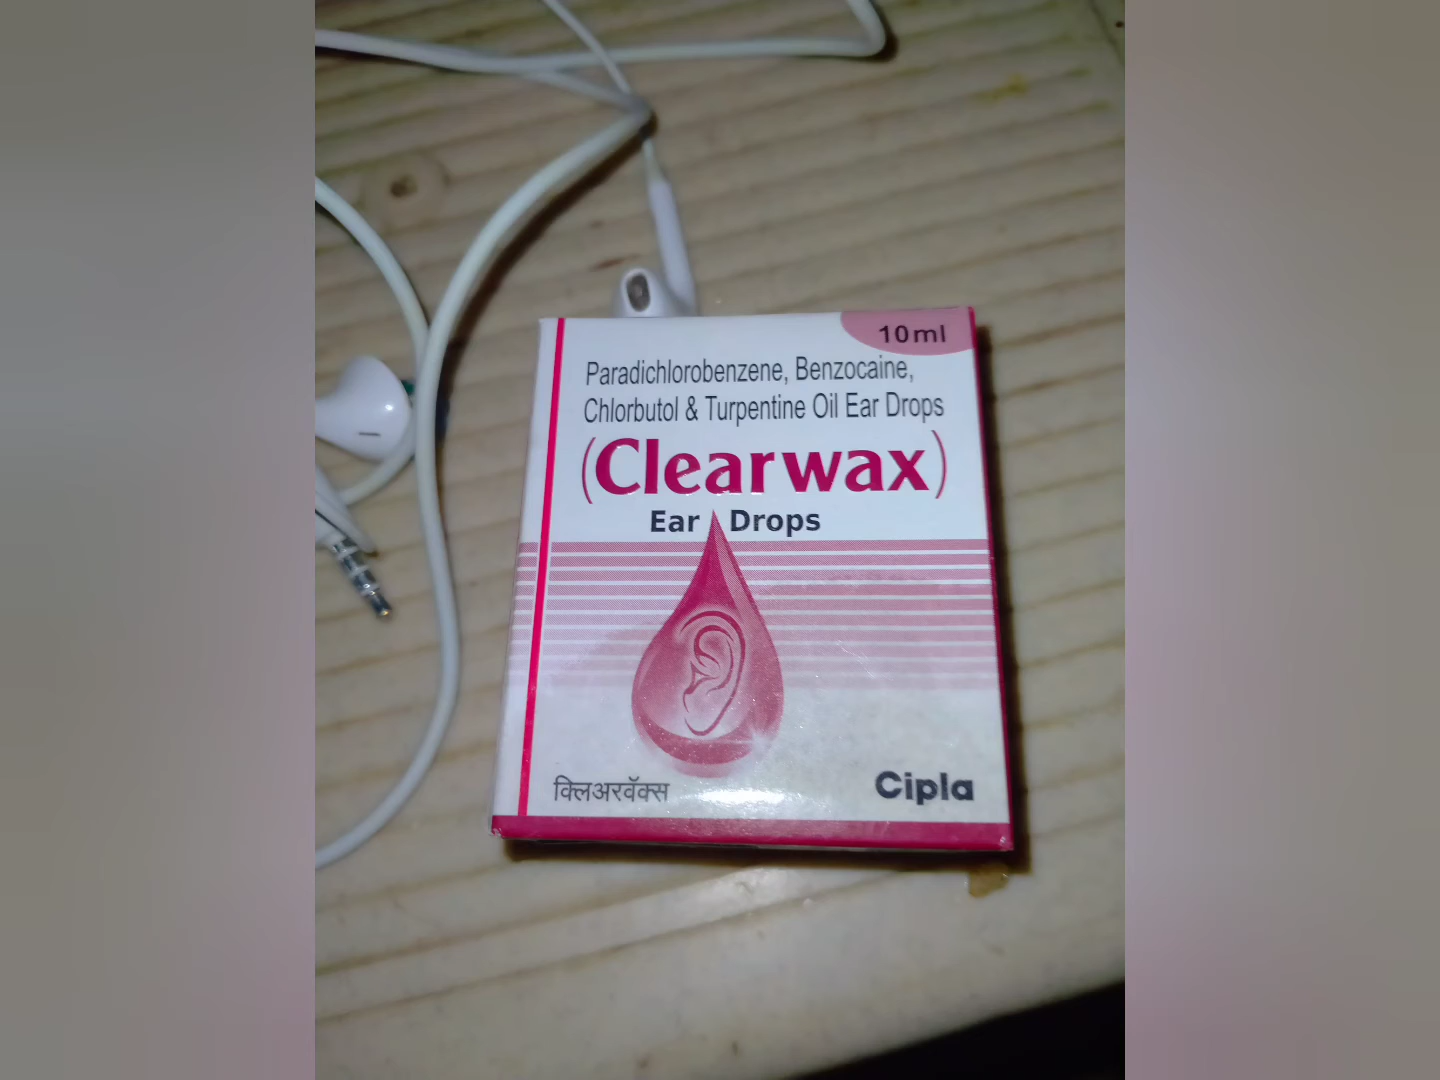 10ml
Paradichlorobenzene, Benzocaine,
Chlorbutol & Turpentine Oil Ear Drops
(Clearwax)
Ear Drops
क्लिअरवॅक्स
Cipla